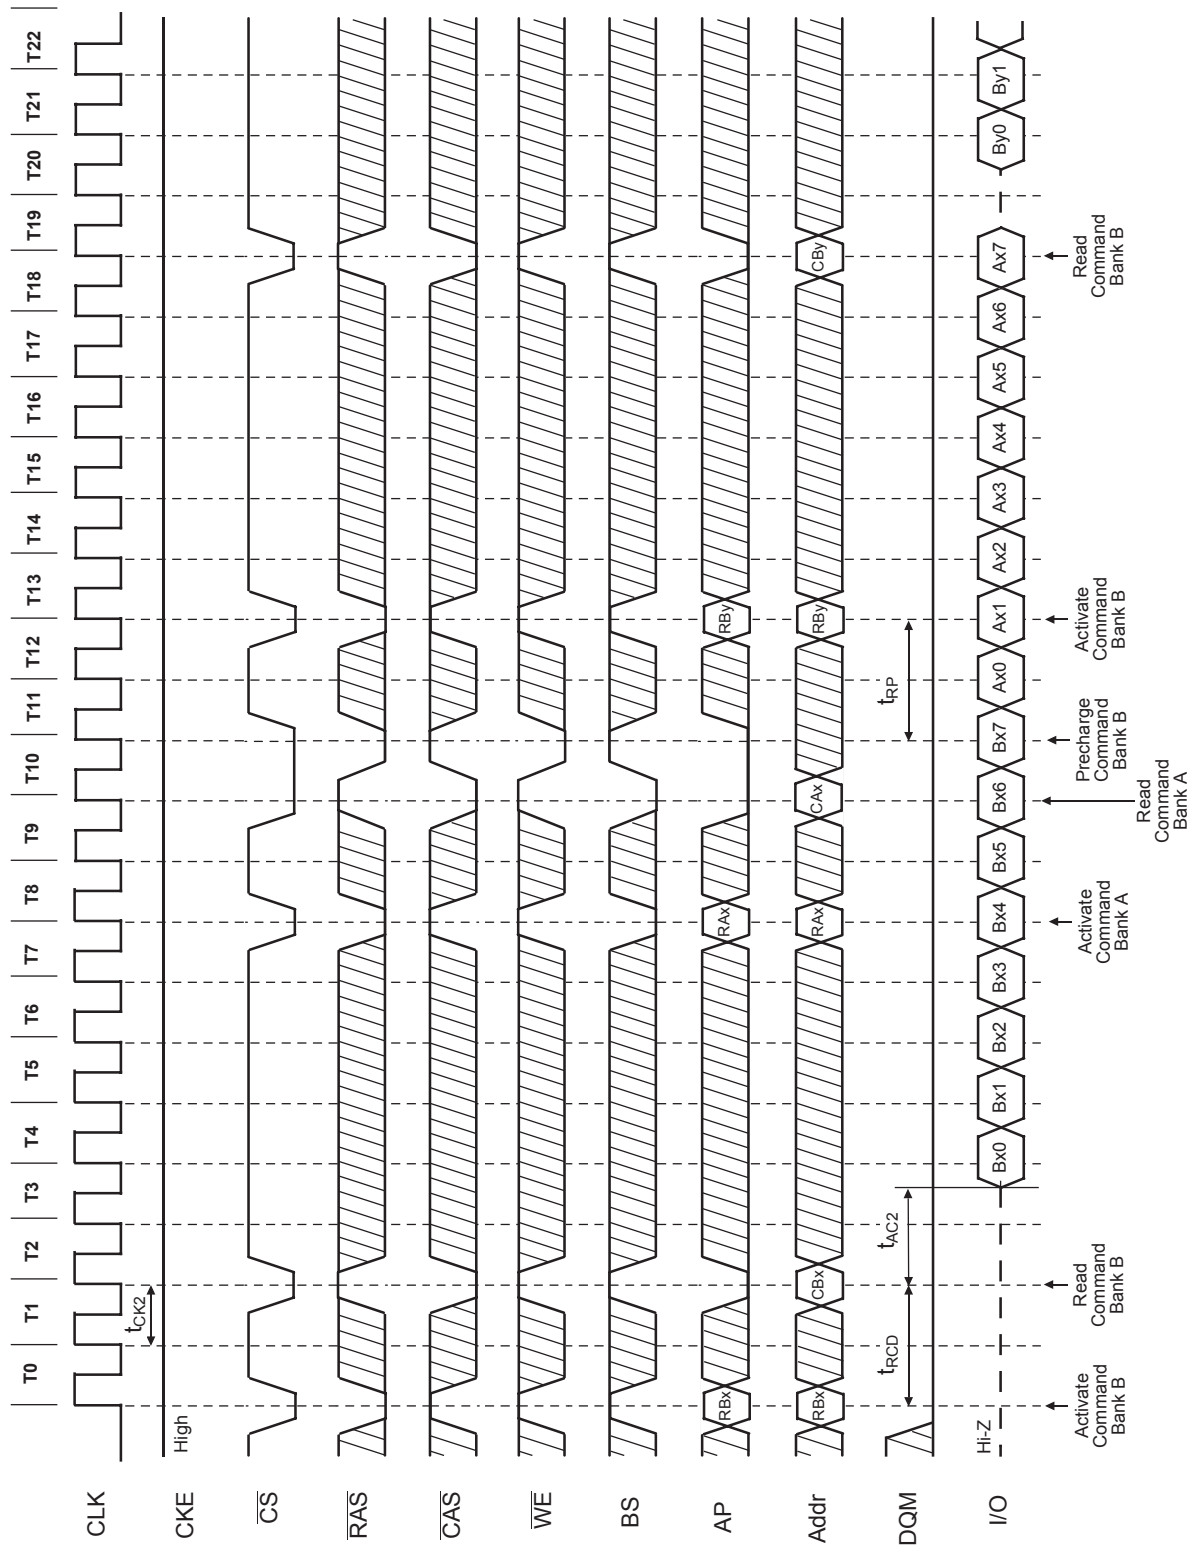 T0 T1 T2 T3 T4 T5 T6 T7 T8 T9 T10 T11 T12 T13 T14 T15 T16 T17 T18 T19 T20 T21 T22
CLK
tCK2
CKE
High
CS
RAS
CAS
WE
BS
AP
RBx RAx RBy
Addr
RBx CBx RAx CAx RBy CBy
DQM
tRCD tAC2 tRP
I/O
Hi-Z
Bx0 Bx1 Bx2 Bx3 Bx4 Bx5 Bx6 Bx7 Ax0 Ax1 Ax2 Ax3 Ax4 Ax5 Ax6 Ax7 By0 By1
Activate
Command
Bank B
Read
Command
Bank B
Activate
Command
Bank A
Read
Command
Bank A
Precharge
Command
Bank B
Activate
Command
Bank B
Read
Command
Bank B